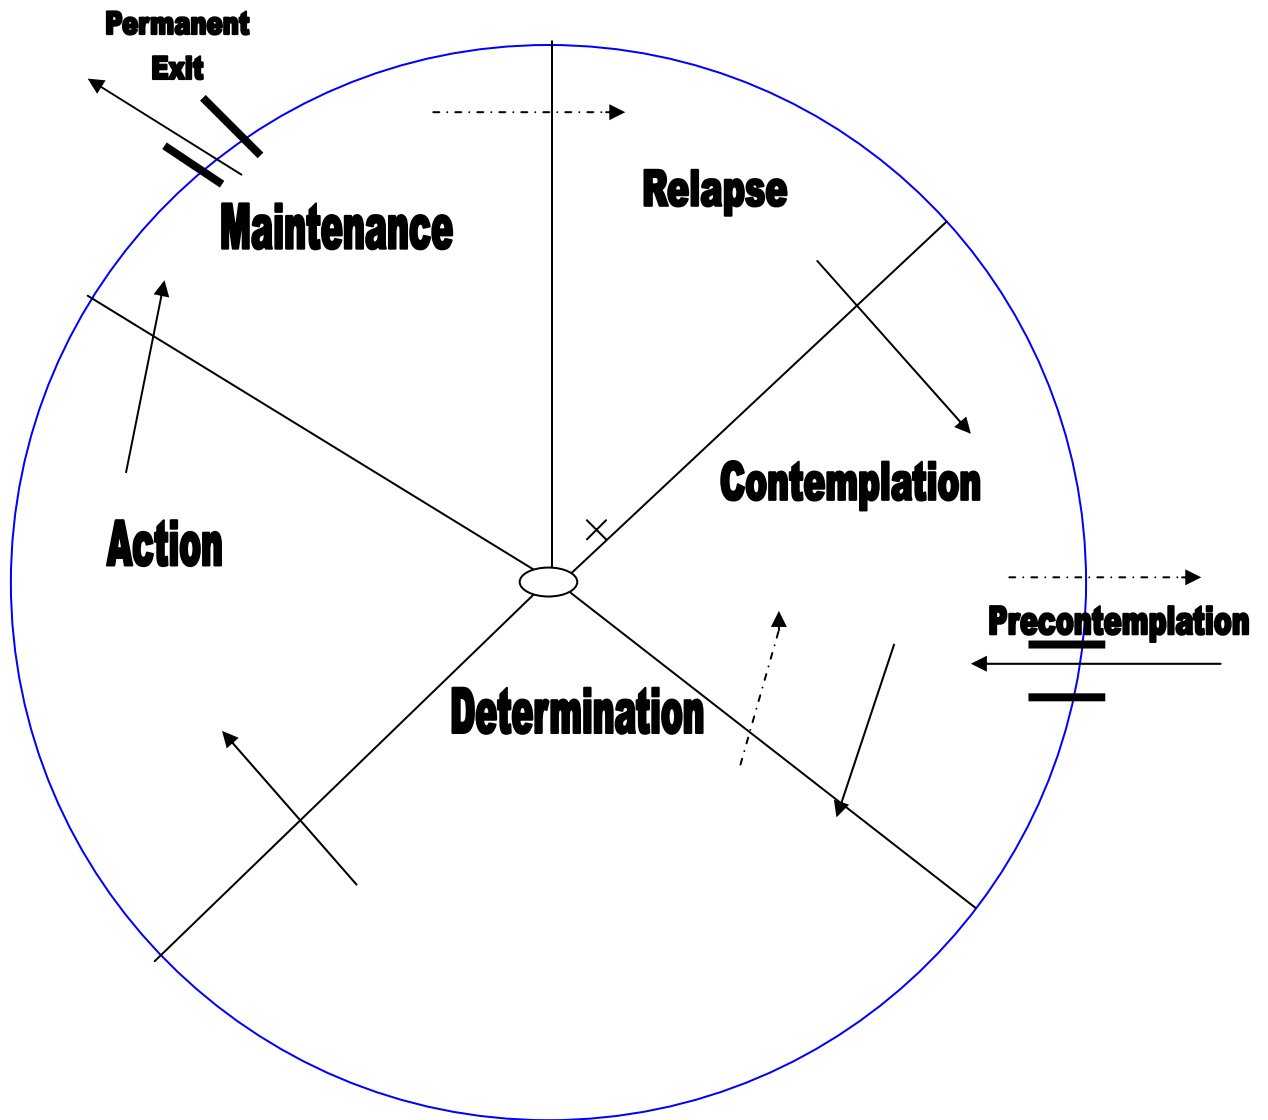 Permanent
Exit
Relapse
Maintenance
Contemplation
Action
Precontemplation
Determination